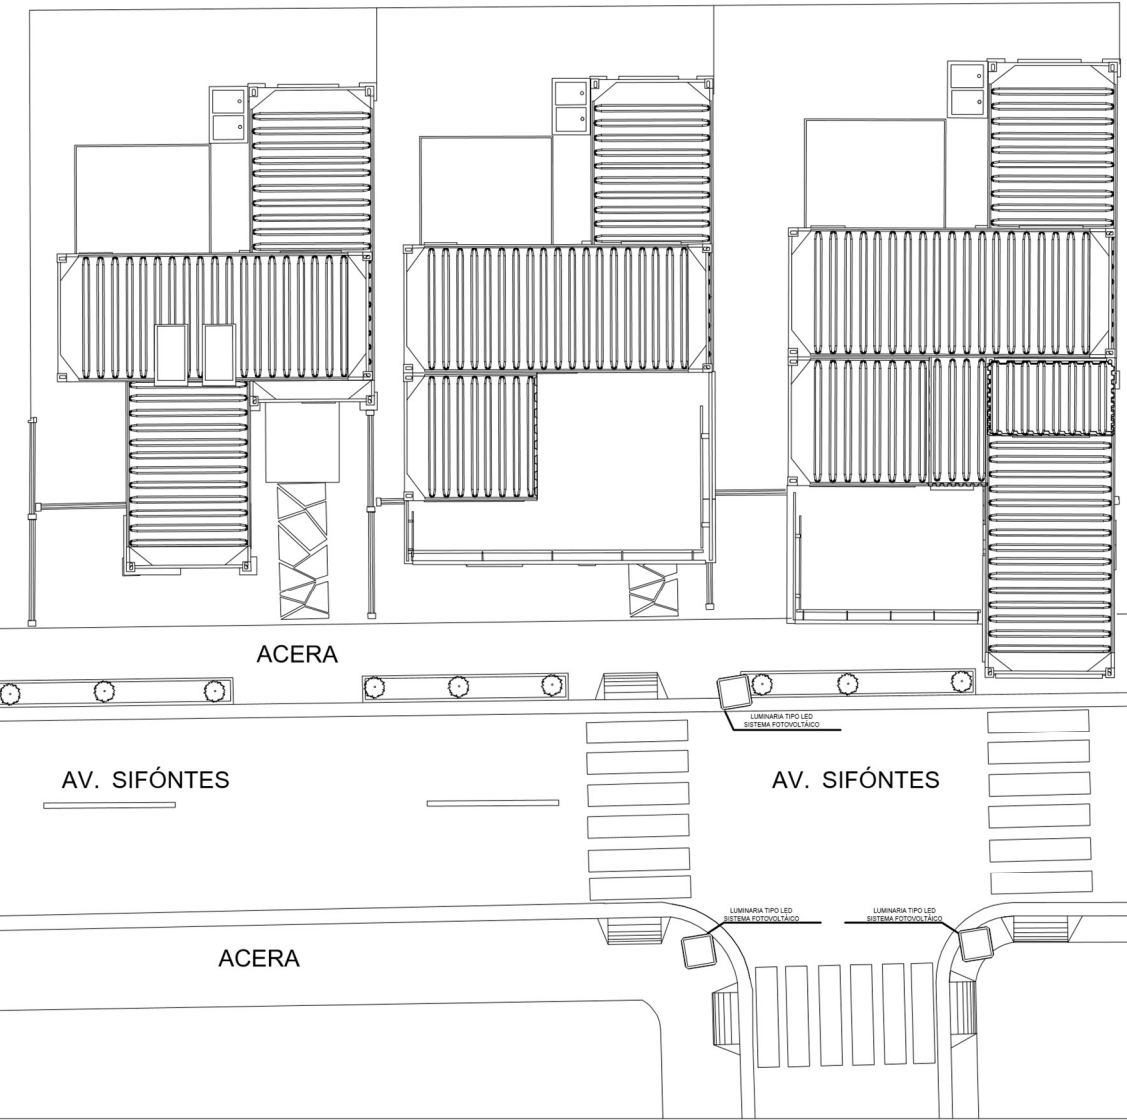 ACERA
LUMINARIA TIPO LED
SISTEMA FOTOVOLTÁICO
AV. SIFÓNTES
AV. SIFÓNTES
LUMINARIA TIPO LED
SISTEMA FOTOVOLTÁICO
LUMINARIA TIPO LED
SISTEMA FOTOVOLTÁICO
ACERA